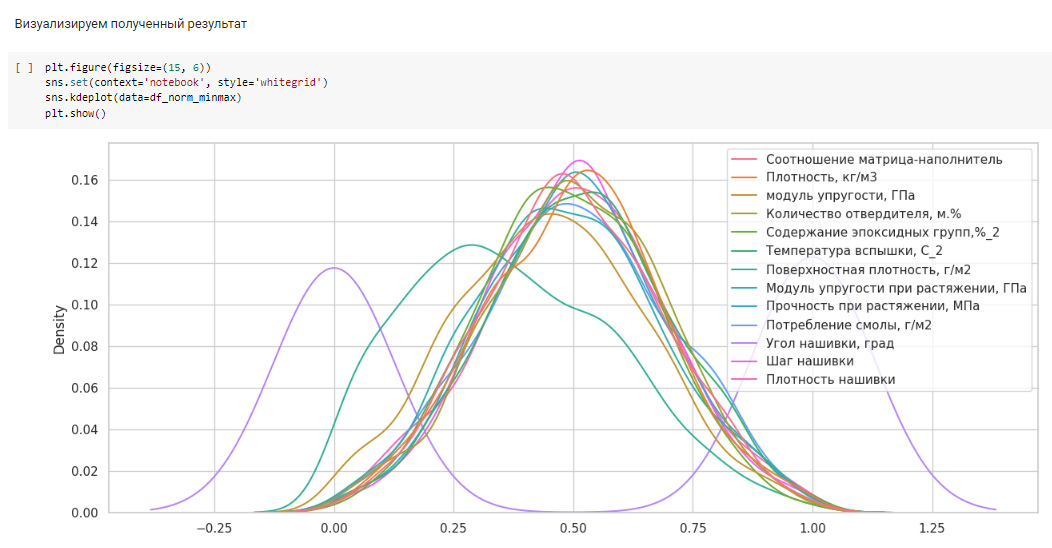 Визуализируем полученный результат
[ ] plt.figure(figsize=(15, 6))
sns.set(context='notebook', style='whitegrid')
sns.kdeplot(data=df_norm_minmax)
plt.show()
Соотношение матрица-наполнитель
Плотность, кг/м3
модуль упругости, ГПа
Количество отвердителя, м.%
Содержание эпоксидных групп,%_2
Температура вспышки, С_2
Поверхностная плотность, г/м2
Модуль упругости при растяжении, ГПа
Прочность при растяжении, МПа
Потребление смолы, г/м2
Угол нашивки, град
Шаг нашивки
Плотность нашивки
Density
0.16
0.14
0.12
0.10
0.08
0.06
0.04
0.02
0.00
−0.25 0.00 0.25 0.50 0.75 1.00 1.25